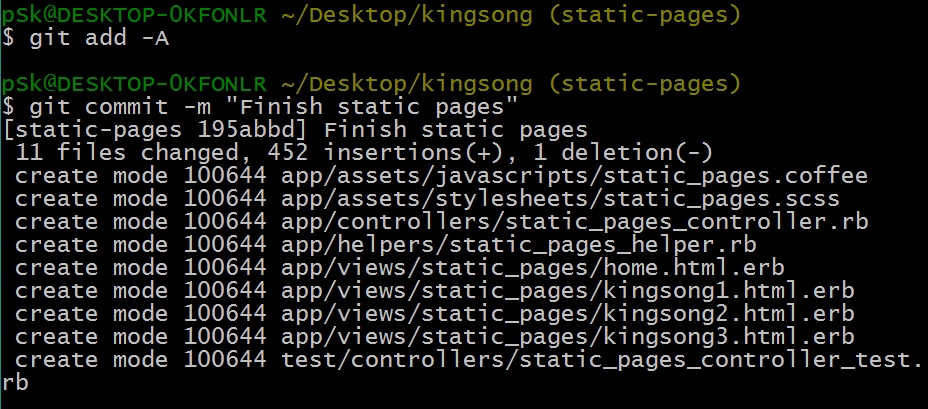 pSk@DESKTOP-0KFONLR ~/Desktop/kingsong (static-pages)
$ git add -A
pSk@DESKTOP-0KFONLR ~/Desktop/kingsong (static-pages)
$ git commit -m "Finish static pages"
[static-pages 195abbd] Finish static pages
 11 files changed, 452 insertions(+), 1 deletion(-)
 create mode 100644 app/assets/javascripts/static_pages.coffee
 create mode 100644 app/assets/stylesheets/static_pages.scss
 create mode 100644 app/controllers/static_pages_controller.rb
 create mode 100644 app/helpers/static_pages_helper.rb
 create mode 100644 app/views/static_pages/home.html.erb
 create mode 100644 app/views/static_pages/kingsong1.html.erb
 create mode 100644 app/views/static_pages/kingsong2.html.erb
 create mode 100644 app/views/static_pages/kingsong3.html.erb
 create mode 100644 test/controllers/static_pages_controller_test.
rb